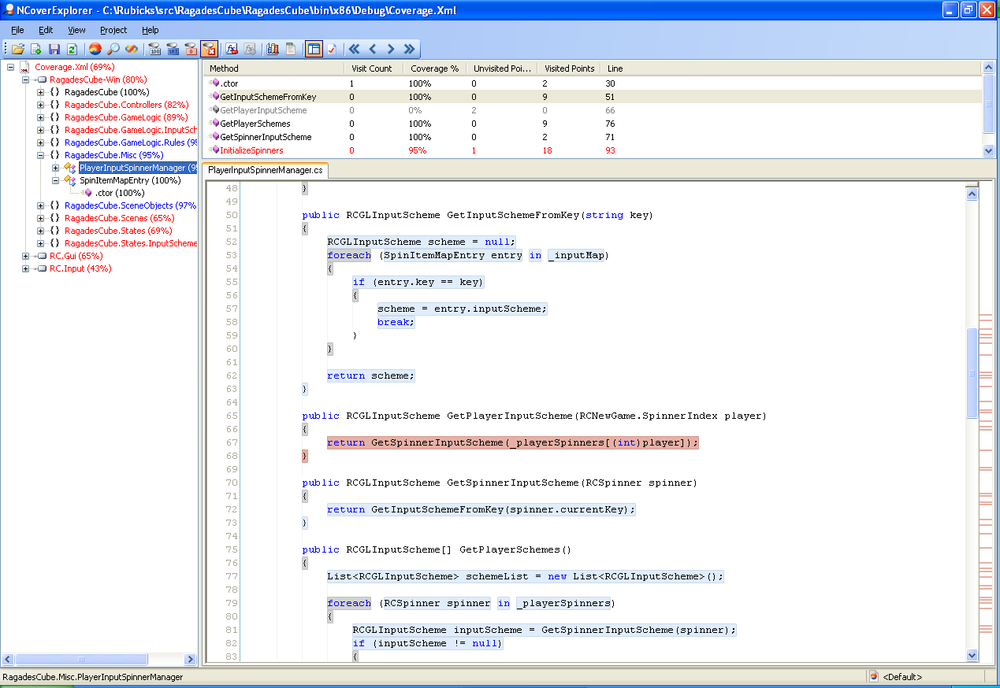 NCoverExplorer - C:\Rubicks\src\RagadesCube\RagadesCube\bin\x86\Debug\Coverage.Xml
File Edit View Project Help
Coverage.Xml (69%)
RagadesCube-Win (80%)
{} RagadesCube (100%)
{} RagadesCube.Controllers (82%)
{} RagadesCube.GameLogic (89%)
{} RagadesCube.GameLogic.InputSch
{} RagadesCube.GameLogic.Rules (95
{} RagadesCube.Misc (95%)
PlayerInputSpinnerManager (95
SpinItemMapEntry (100%)
.ctor (100%)
{} RagadesCube.SceneObjects (97%
{} RagadesCube.Scenes (65%)
{} RagadesCube.States (69%)
{} RagadesCube.States.InputScheme
RC.Gui (65%)
RC.Input (43%)
Method Visit Count Coverage % Unvisited Poi... Visited Points Line
.ctor 1 100% 0 2 30
GetInputSchemeFromKey 0 100% 0 9 51
GetPlayerInputScheme 0 0% 2 0 66
GetPlayerSchemes 0 100% 0 9 76
GetSpinnerInputScheme 0 100% 0 2 71
InitializeSpinners 0 95% 1 18 93
PlayerInputSpinnerManager.cs
48 }
49
50 public RCGLInputScheme GetInputSchemeFromKey(string key)
51 {
52 RCGLInputScheme scheme = null;
53 foreach (SpinItemMapEntry entry in _inputMap)
54 {
55 if (entry.key == key)
56 {
57 scheme = entry.inputScheme;
58 break;
59 }
60 }
61
62 return scheme;
63 }
64
65 public RCGLInputScheme GetPlayerInputScheme(RCNewGame.SpinnerIndex player)
66 {
67 return GetSpinnerInputScheme(_playerSpinners[(int)player]);
68 }
69
70 public RCGLInputScheme GetSpinnerInputScheme(RCSpinner spinner)
71 {
72 return GetInputSchemeFromKey(spinner.currentKey);
73 }
74
75 public RCGLInputScheme[] GetPlayerSchemes()
76 {
77 List<RCGLInputScheme> schemeList = new List<RCGLInputScheme>();
78
79 foreach (RCSpinner spinner in _playerSpinners)
80 {
81 RCGLInputScheme inputScheme = GetSpinnerInputScheme(spinner);
82 if (inputScheme != null)
83 {
RagadesCube.Misc.PlayerInputSpinnerManager
<Default>